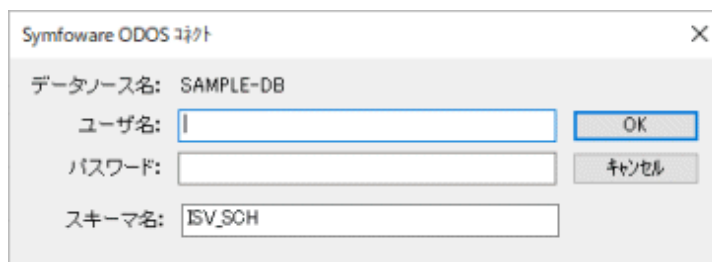 Symfoware ODOS ｺﾈｸﾄ
データソース名: SAMPLE-DB
ユーザ名:
OK
パスワード:
ｷｬﾝｾﾙ
スキーマ名: ISV_SCH